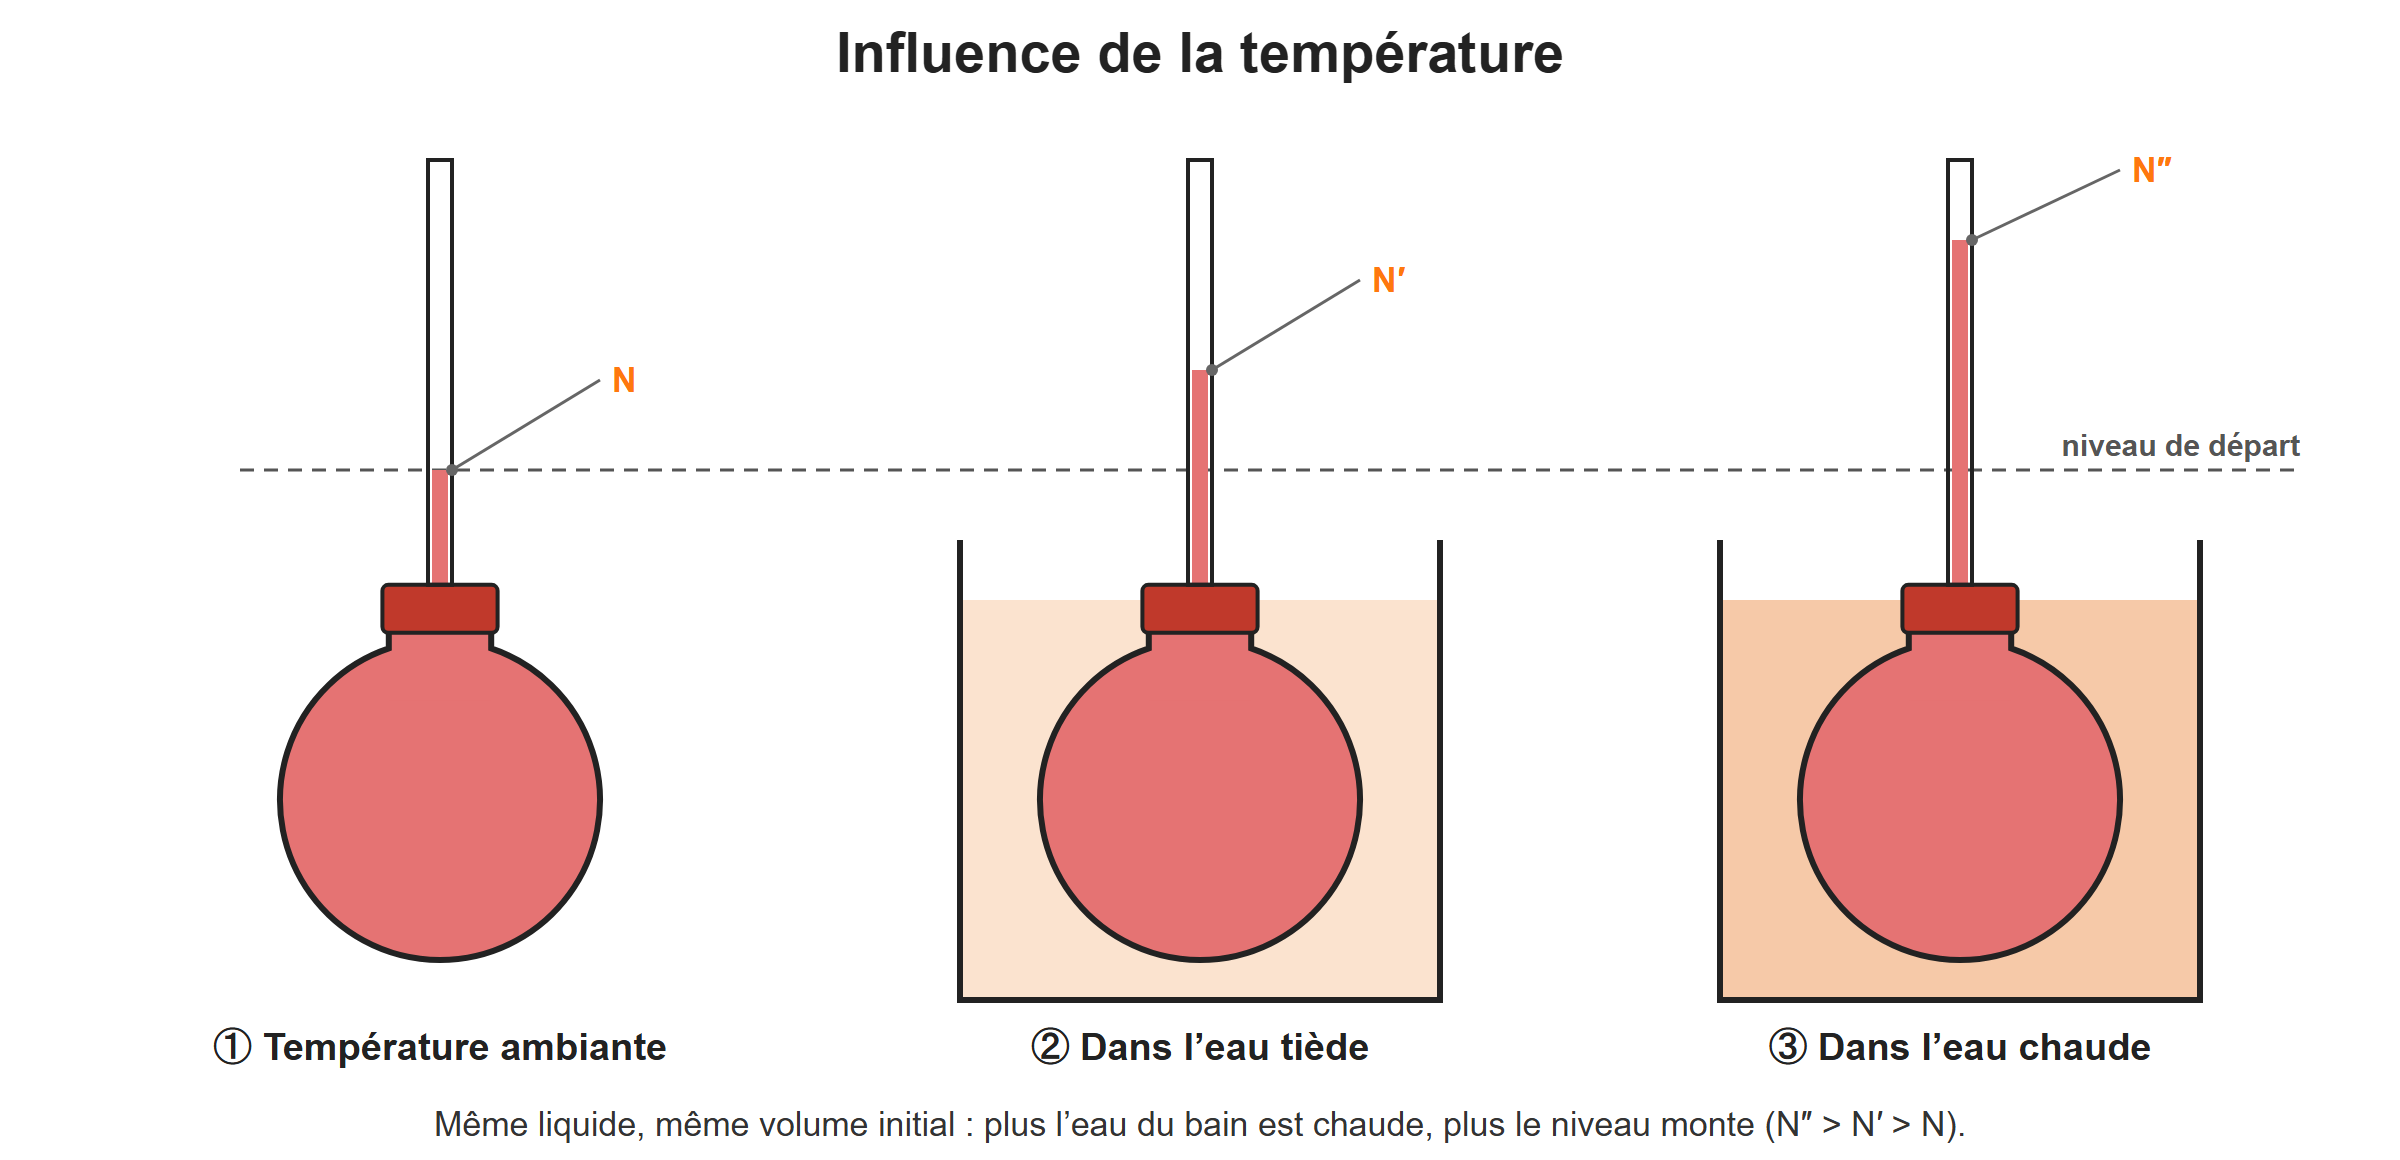 Influence de la température
N″
N′
N
niveau de départ
① Température ambiante
② Dans l’eau tiède
③ Dans l’eau chaude
Même liquide, même volume initial : plus l’eau du bain est chaude, plus le niveau monte (N″ > N′ > N).